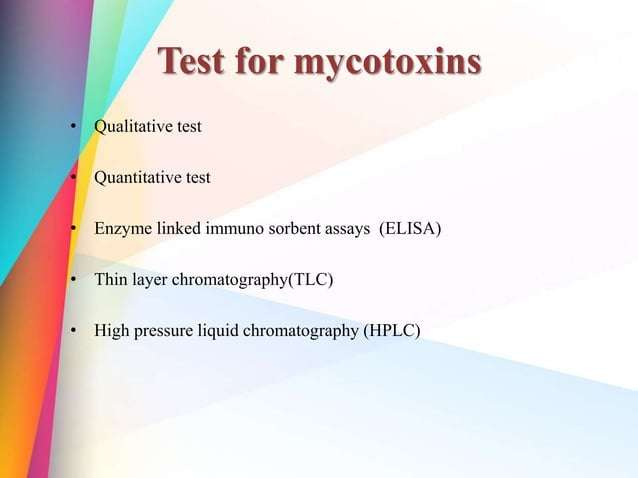 Test for mycotoxins
• Qualitative test
• Quantitative test
• Enzyme linked immuno sorbent assays  (ELISA)
• Thin layer chromatography(TLC)
• High pressure liquid chromatography (HPLC)